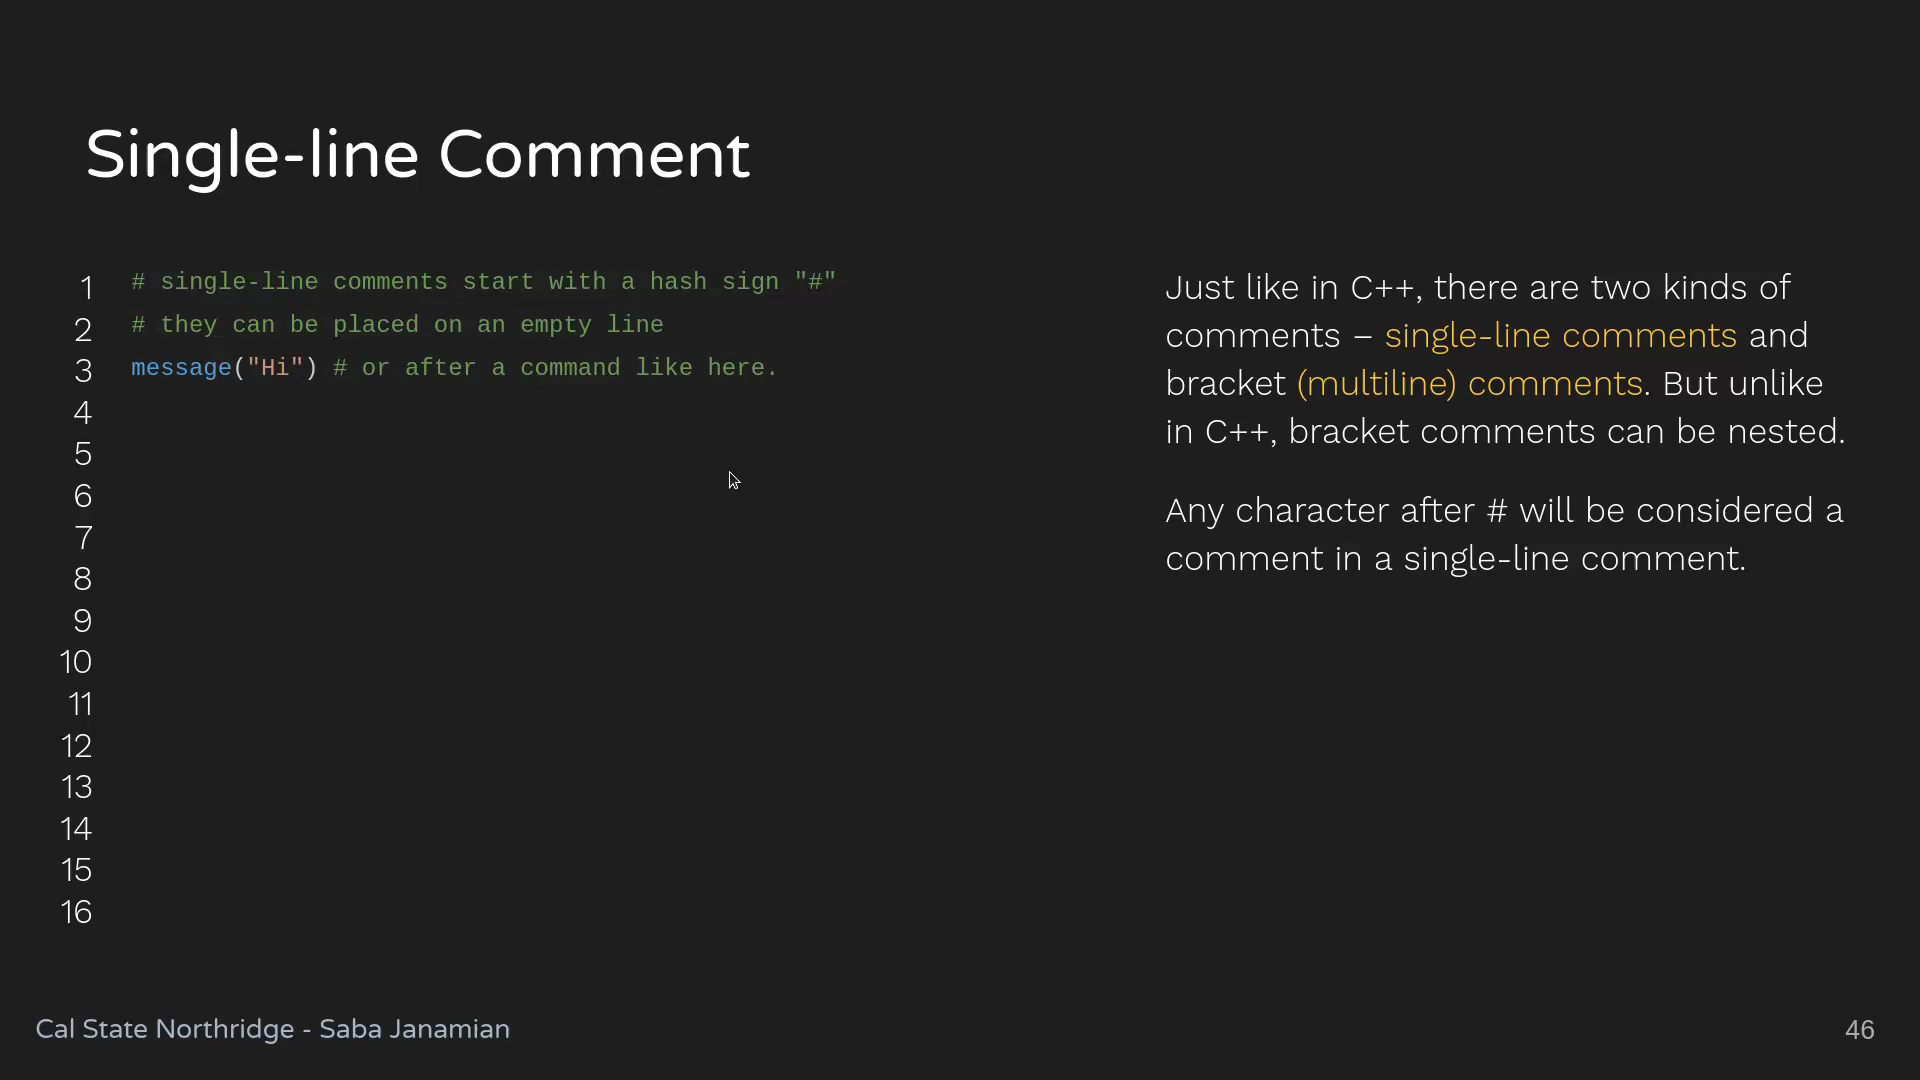 Single-line Comment
1 # single-line comments start with a hash sign "#"
2 # they can be placed on an empty line
3 message("Hi") # or after a command like here.
4
5
6
7
8
9
10
11
12
13
14
15
16
Just like in C++, there are two kinds of
comments – single-line comments and
bracket (multiline) comments. But unlike
in C++, bracket comments can be nested.
Any character after # will be considered a
comment in a single-line comment.
Cal State Northridge - Saba Janamian
46